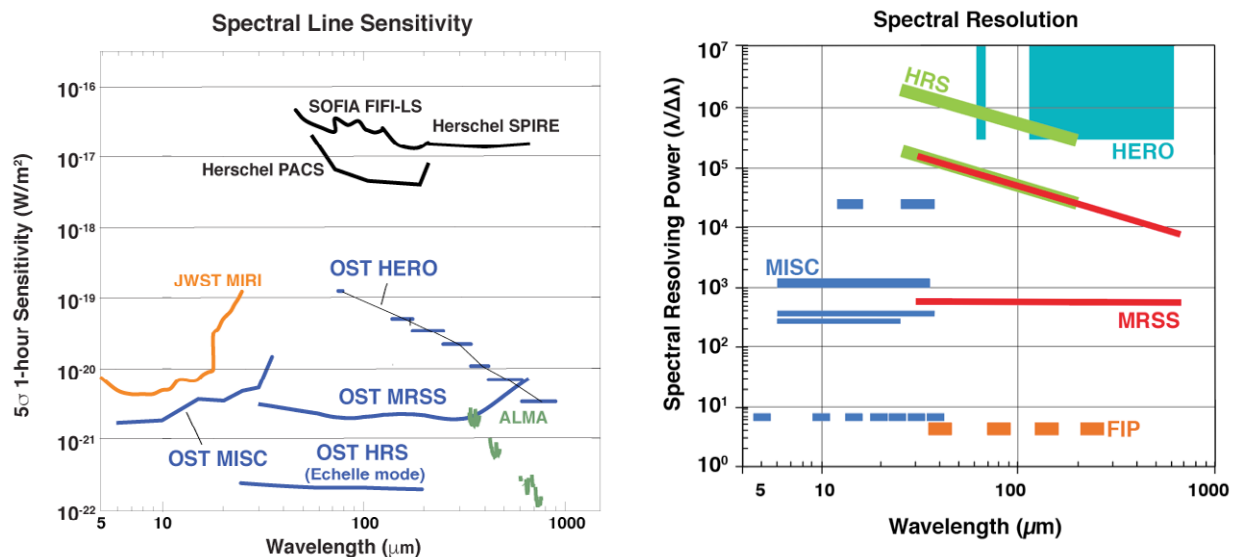 Spectral Line Sensitivity
5σ 1-hour Sensitivity (W/m²)
10⁻¹⁶
10⁻¹⁷
10⁻¹⁸
10⁻¹⁹
10⁻²⁰
10⁻²¹
10⁻²²
SOFIA FIFI-LS
Herschel SPIRE
Herschel PACS
JWST MIRI
OST HERO
OST MRSS
ALMA
OST MISC
OST HRS
(Echelle mode)
5 10 100 1000
Wavelength (μm)
Spectral Resolution
Spectral Resolving Power (λ/Δλ)
10⁷
10⁶
10⁵
10⁴
10³
10²
10¹
10⁰
HRS
HERO
MISC
MRSS
FIP
5 10 100 1000
Wavelength (μm)